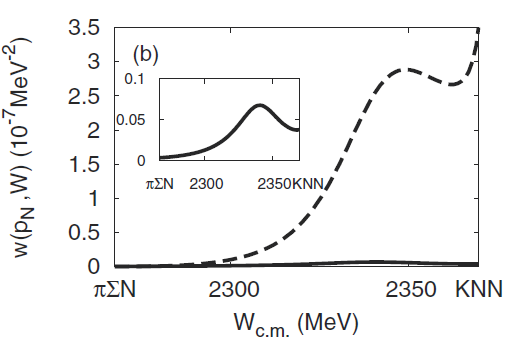 3.5
(b)
3
0.1
2.5
0.05
2
0
1.5
πΣN 2300 2350KNN
1
0.5
0
πΣN 2300 2350 KNN
W_c.m. (MeV)
w(p_N,W) (10^-7 MeV^-2)